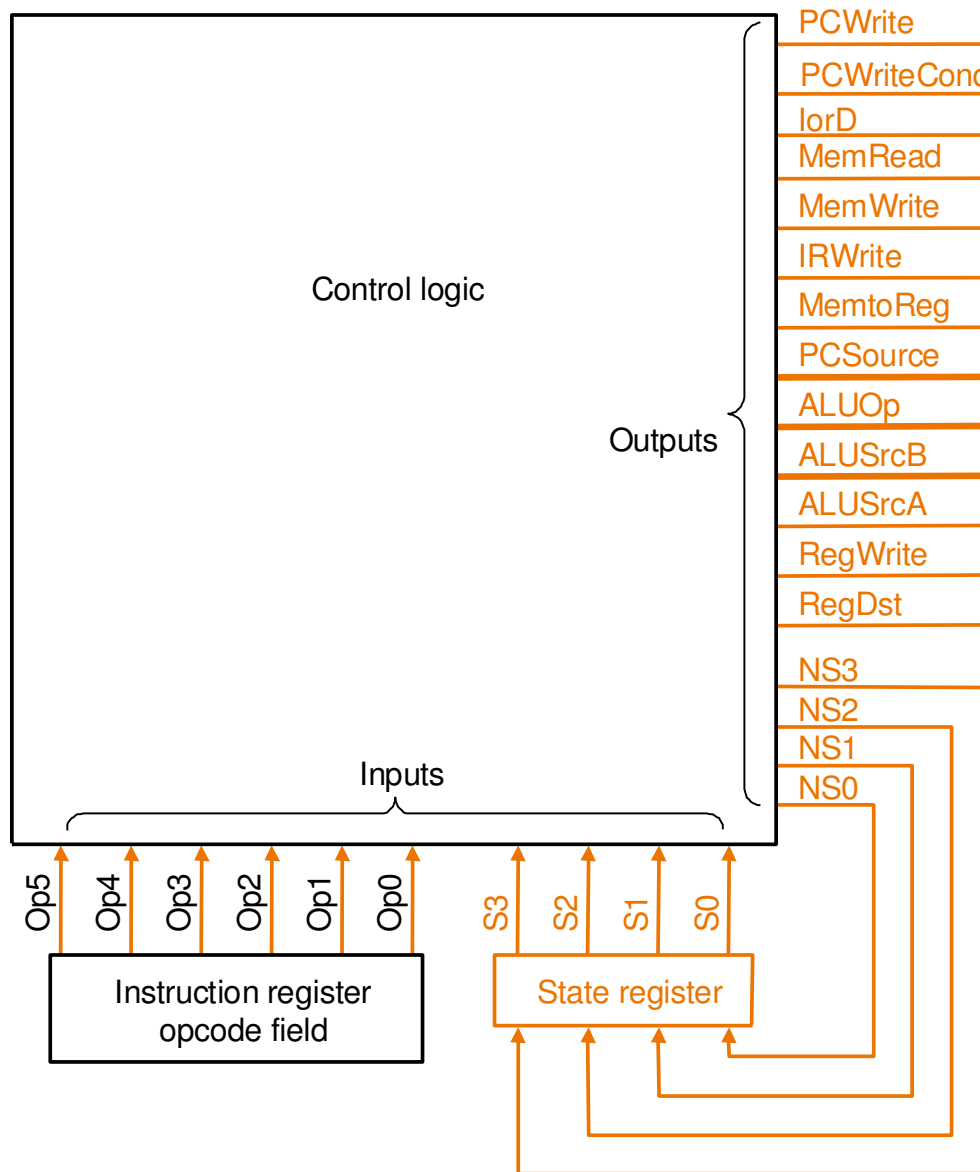 PCWrite
PCWriteCond
IorD
MemRead
MemWrite
IRWrite
Control logic
MemtoReg
PCSource
ALUOp
Outputs
ALUSrcB
ALUSrcA
RegWrite
RegDst
NS3
NS2
NS1
Inputs
NS0
Op5 Op4 Op3 Op2 Op1 Op0 S3 S2 S1 S0
Instruction register
opcode field
State register